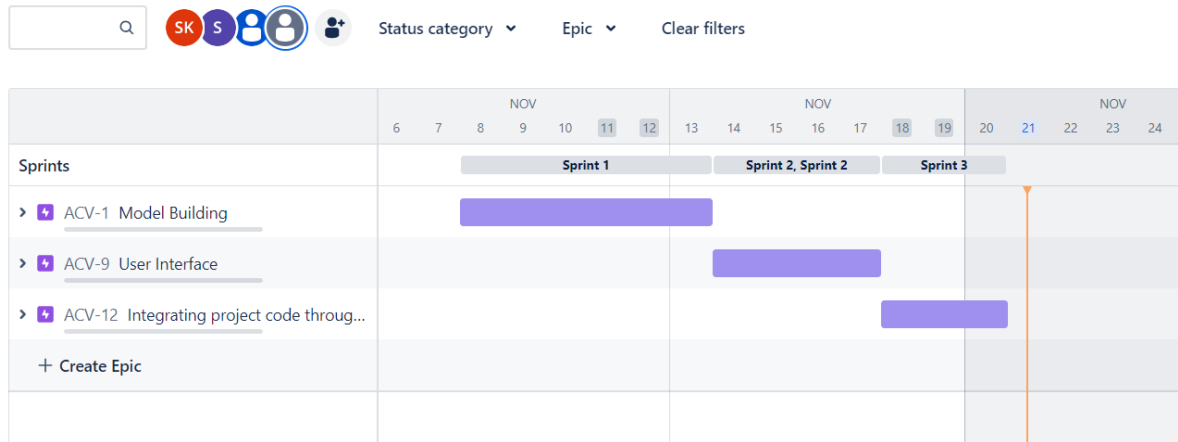 SK S Status category Epic Clear filters
NOV NOV NOV
6 7 8 9 10 11 12 13 14 15 16 17 18 19 20 21 22 23 24
Sprints Sprint 1 Sprint 2, Sprint 2 Sprint 3
ACV-1 Model Building
ACV-9 User Interface
ACV-12 Integrating project code throug...
+ Create Epic